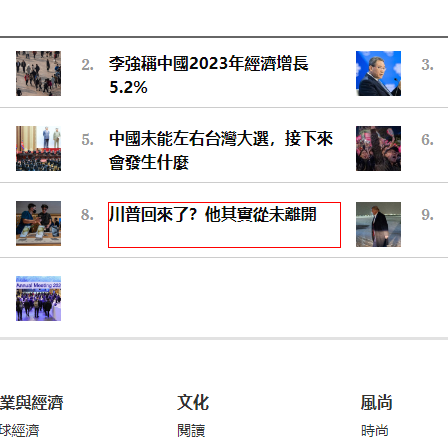 2. 李強稱中國2023年經濟增長
5.2%
3.
5. 中國未能左右台灣大選，接下來
會發生什麼
6.
8. 川普回來了？他其實從未離開
9.
Annual Meeting 202
業與經濟 文化 風尚
球經濟 閱讀 時尚